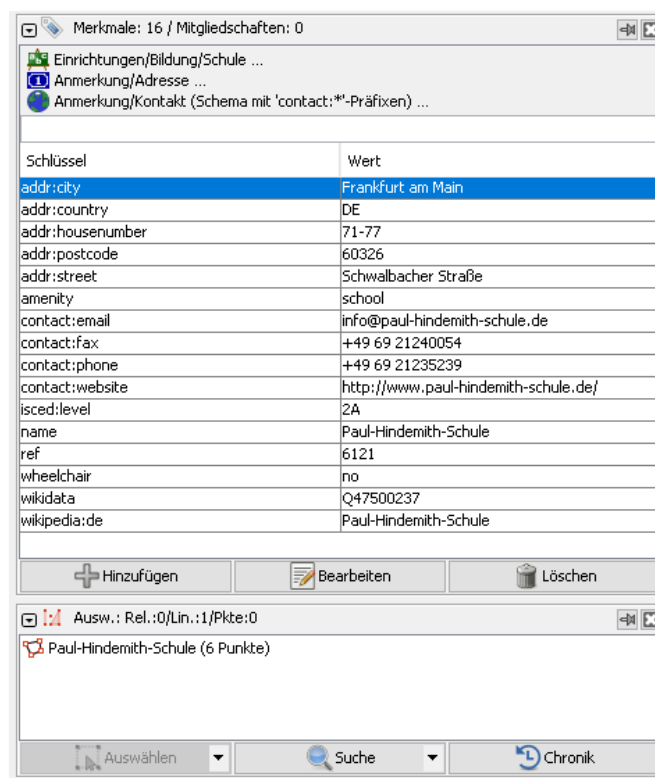 Merkmale: 16 / Mitgliedschaften: 0
Einrichtungen/Bildung/Schule ...
Anmerkung/Adresse ...
Anmerkung/Kontakt (Schema mit 'contact:*'-Präfixen) ...
Schlüssel Wert
addr:city Frankfurt am Main
addr:country DE
addr:housenumber 71-77
addr:postcode 60326
addr:street Schwalbacher Straße
amenity school
contact:email info@paul-hindemith-schule.de
contact:fax +49 69 21240054
contact:phone +49 69 21235239
contact:website http://www.paul-hindemith-schule.de/
isced:level 2A
name Paul-Hindemith-Schule
ref 6121
wheelchair no
wikidata Q47500237
wikipedia:de Paul-Hindemith-Schule
Hinzufügen Bearbeiten Löschen
Ausw.: Rel.:0/Lin.:1/Pkte:0
Paul-Hindemith-Schule (6 Punkte)
Auswählen Suche Chronik